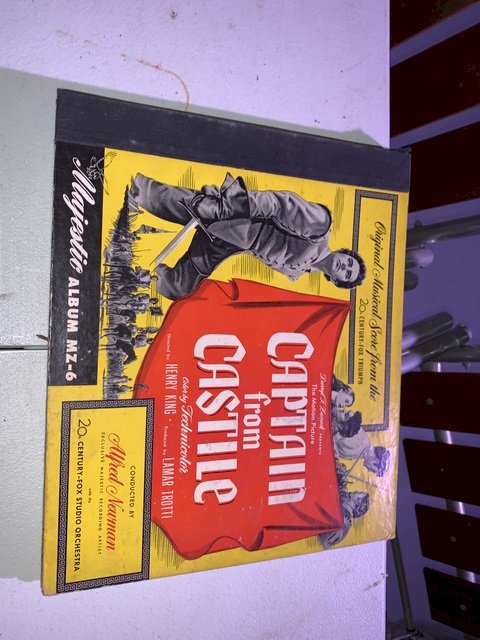 Original Musical Score from the
20th CENTURY-FOX TRIUMPH
Darryl F. Zanuck PRESENTS
The Motion Picture
CAPTAIN
from
CASTILE
Color by Technicolor
Directed by HENRY KING · Produced by LAMAR TROTTI
Majestic ALBUM MZ-6
CONDUCTED BY
Alfred Newman
EXCLUSIVE MAJESTIC RECORDING ARTIST
with the
20th CENTURY-FOX STUDIO ORCHESTRA